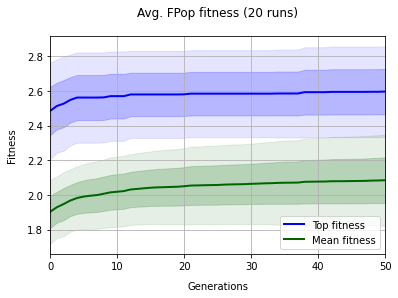 Avg. FPop fitness (20 runs)
2.8
2.6
2.4
2.2
2.0
1.8
Fitness
0 10 20 30 40 50
Generations
Top fitness
Mean fitness